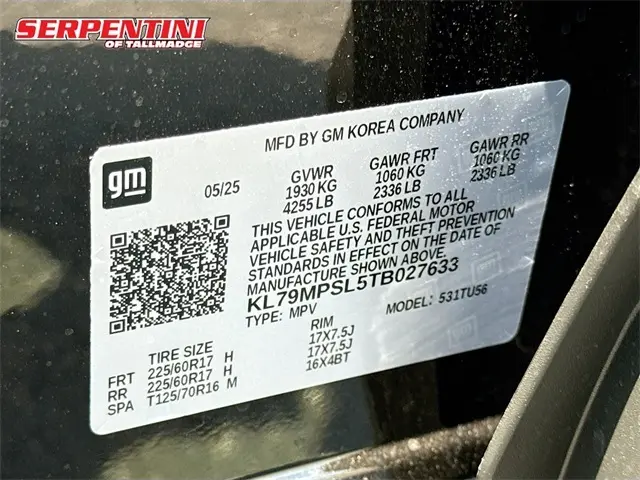 SERPENTINI
OF TALLMADGE
MFD BY GM KOREA COMPANY
gm
05/25
GVWR GAWR FRT GAWR RR
1930 KG 1060 KG 1060 KG
4255 LB 2336 LB 2336 LB
THIS VEHICLE CONFORMS TO ALL
APPLICABLE U.S. FEDERAL MOTOR
VEHICLE SAFETY AND THEFT PREVENTION
STANDARDS IN EFFECT ON THE DATE OF
MANUFACTURE SHOWN ABOVE.
KL79MPSL5TB027633
TYPE: MPV MODEL: 531TU56
TIRE SIZE RIM
FRT 225/60R17 H 17X7.5J
RR 225/60R17 H 17X7.5J
SPA T125/70R16 M 16X4BT